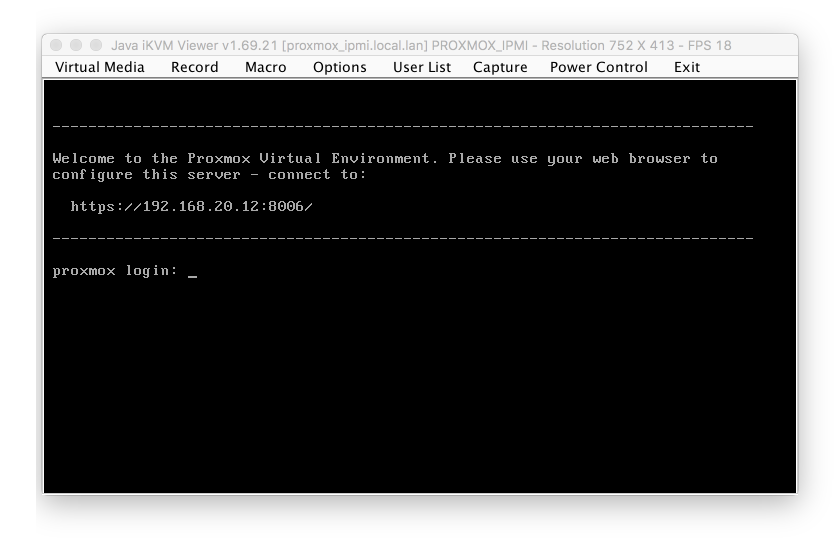 Java iKVM Viewer v1.69.21 [proxmox_ipmi.local.lan] PROXMOX_IPMI - Resolution 752 X 413 - FPS 18
Virtual Media Record Macro Options User List Capture Power Control Exit
------------------------------------------------------------------------------
Welcome to the Proxmox Virtual Environment. Please use your web browser to
configure this server - connect to:
https://192.168.20.12:8006/
------------------------------------------------------------------------------
proxmox login: _